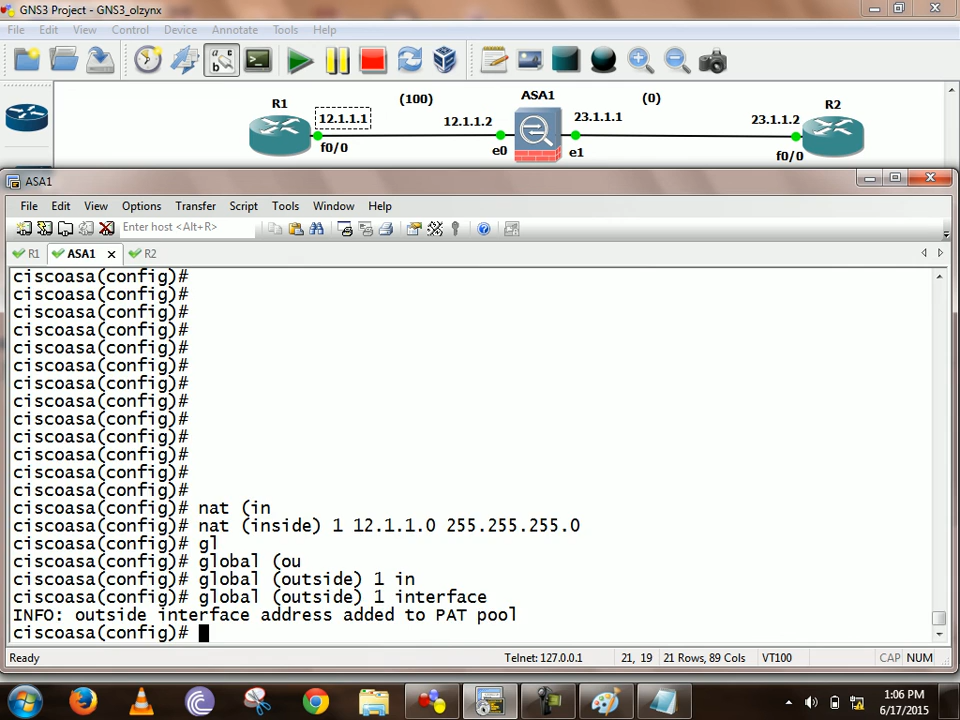 GNS3 Project - GNS3_olzynx
File Edit View Control Device Annotate Tools Help
R1 (100) ASA1 (0) R2
12.1.1.1 12.1.1.2 23.1.1.1 23.1.1.2
f0/0 e0 e1 f0/0
ASA1
File Edit View Options Transfer Script Tools Window Help
Enter host <Alt+R>
R1 ASA1 x R2
ciscoasa(config)#
ciscoasa(config)#
ciscoasa(config)#
ciscoasa(config)#
ciscoasa(config)#
ciscoasa(config)#
ciscoasa(config)#
ciscoasa(config)#
ciscoasa(config)#
ciscoasa(config)#
ciscoasa(config)#
ciscoasa(config)#
ciscoasa(config)#
ciscoasa(config)# nat (in
ciscoasa(config)# nat (inside) 1 12.1.1.0 255.255.255.0
ciscoasa(config)# gl
ciscoasa(config)# global (ou
ciscoasa(config)# global (outside) 1 in
ciscoasa(config)# global (outside) 1 interface
INFO: outside interface address added to PAT pool
ciscoasa(config)#
Ready Telnet: 127.0.0.1 21, 19 21 Rows, 89 Cols VT100 CAP NUM
1:06 PM
6/17/2015